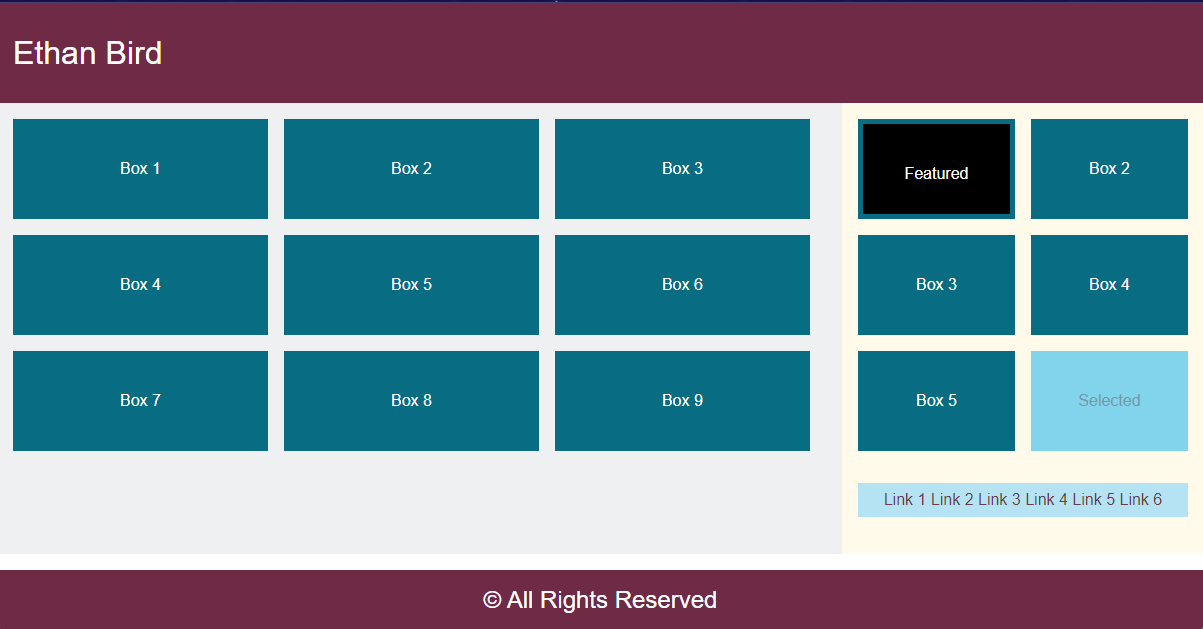 Ethan Bird
Box 1
Box 2
Box 3
Box 4
Box 5
Box 6
Box 7
Box 8
Box 9
Featured
Box 2
Box 3
Box 4
Box 5
Selected
Link 1 Link 2 Link 3 Link 4 Link 5 Link 6
© All Rights Reserved